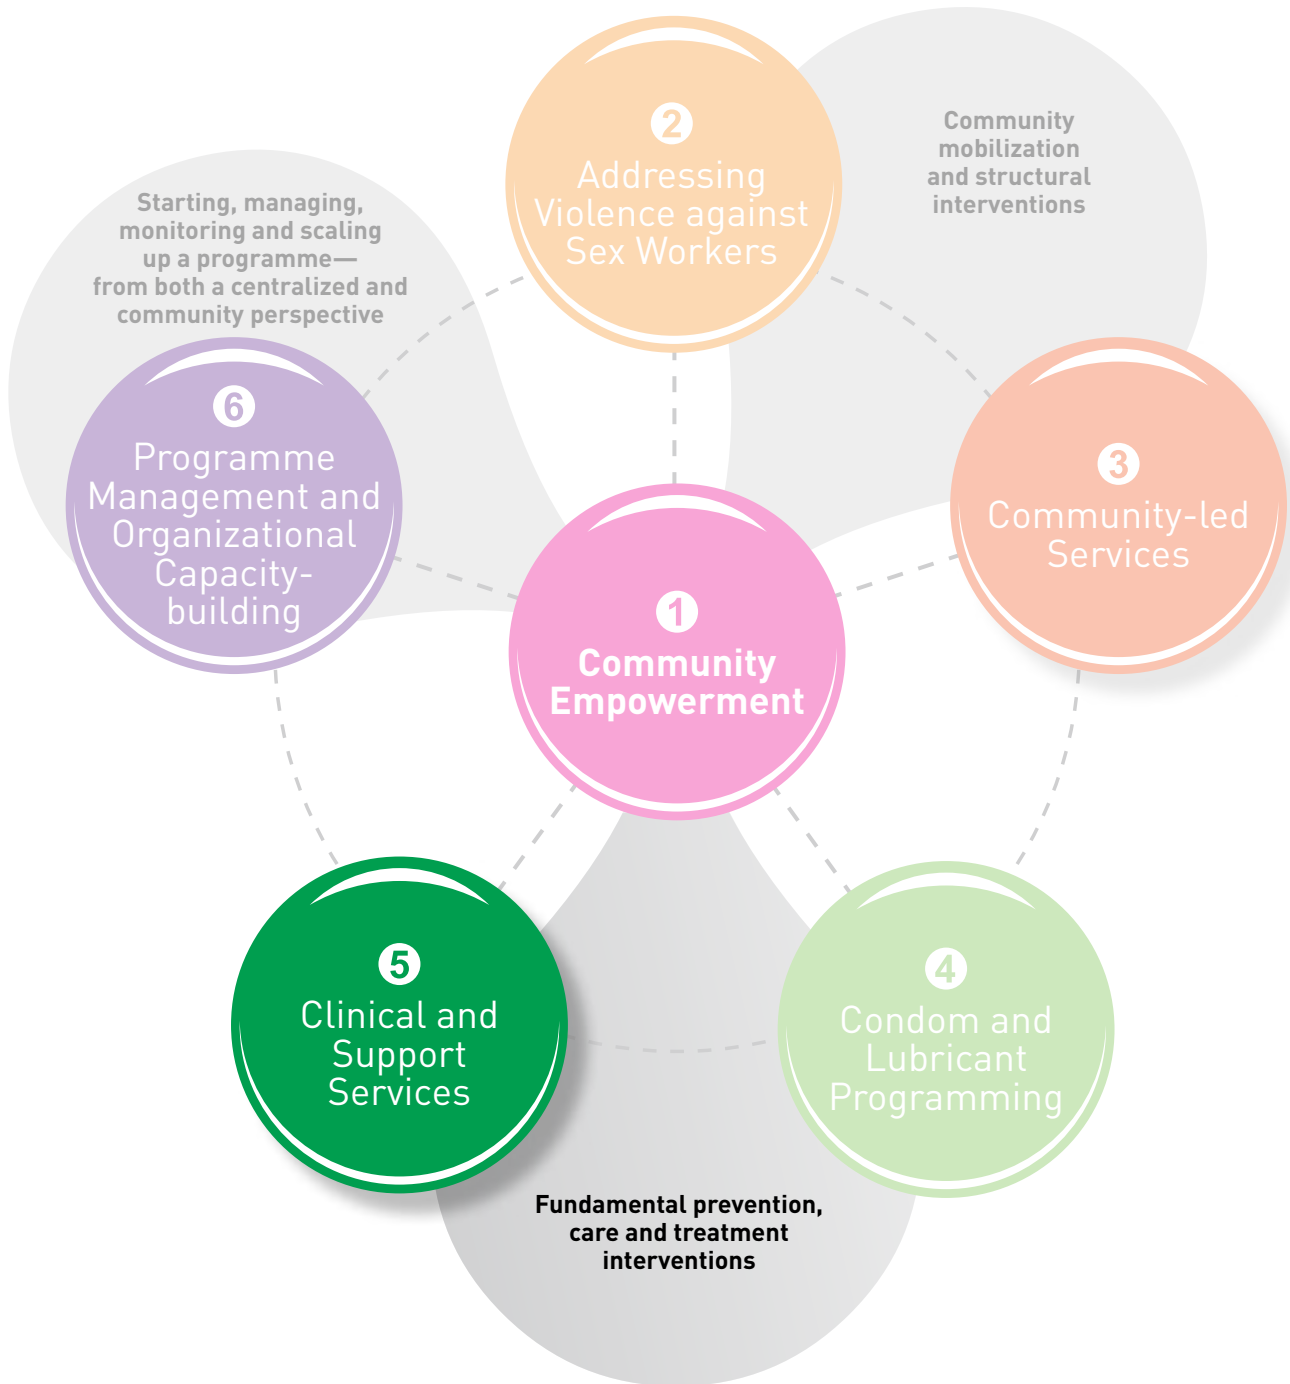 2
Addressing
Violence against
Sex Workers
Community
mobilization
and structural
interventions
Starting, managing,
monitoring and scaling
up a programme—
from both a centralized and
community perspective
6
Programme
Management and
Organizational
Capacity-
building
3
Community-led
Services
1
Community
Empowerment
5
Clinical and
Support
Services
4
Condom and
Lubricant
Programming
Fundamental prevention,
care and treatment
interventions